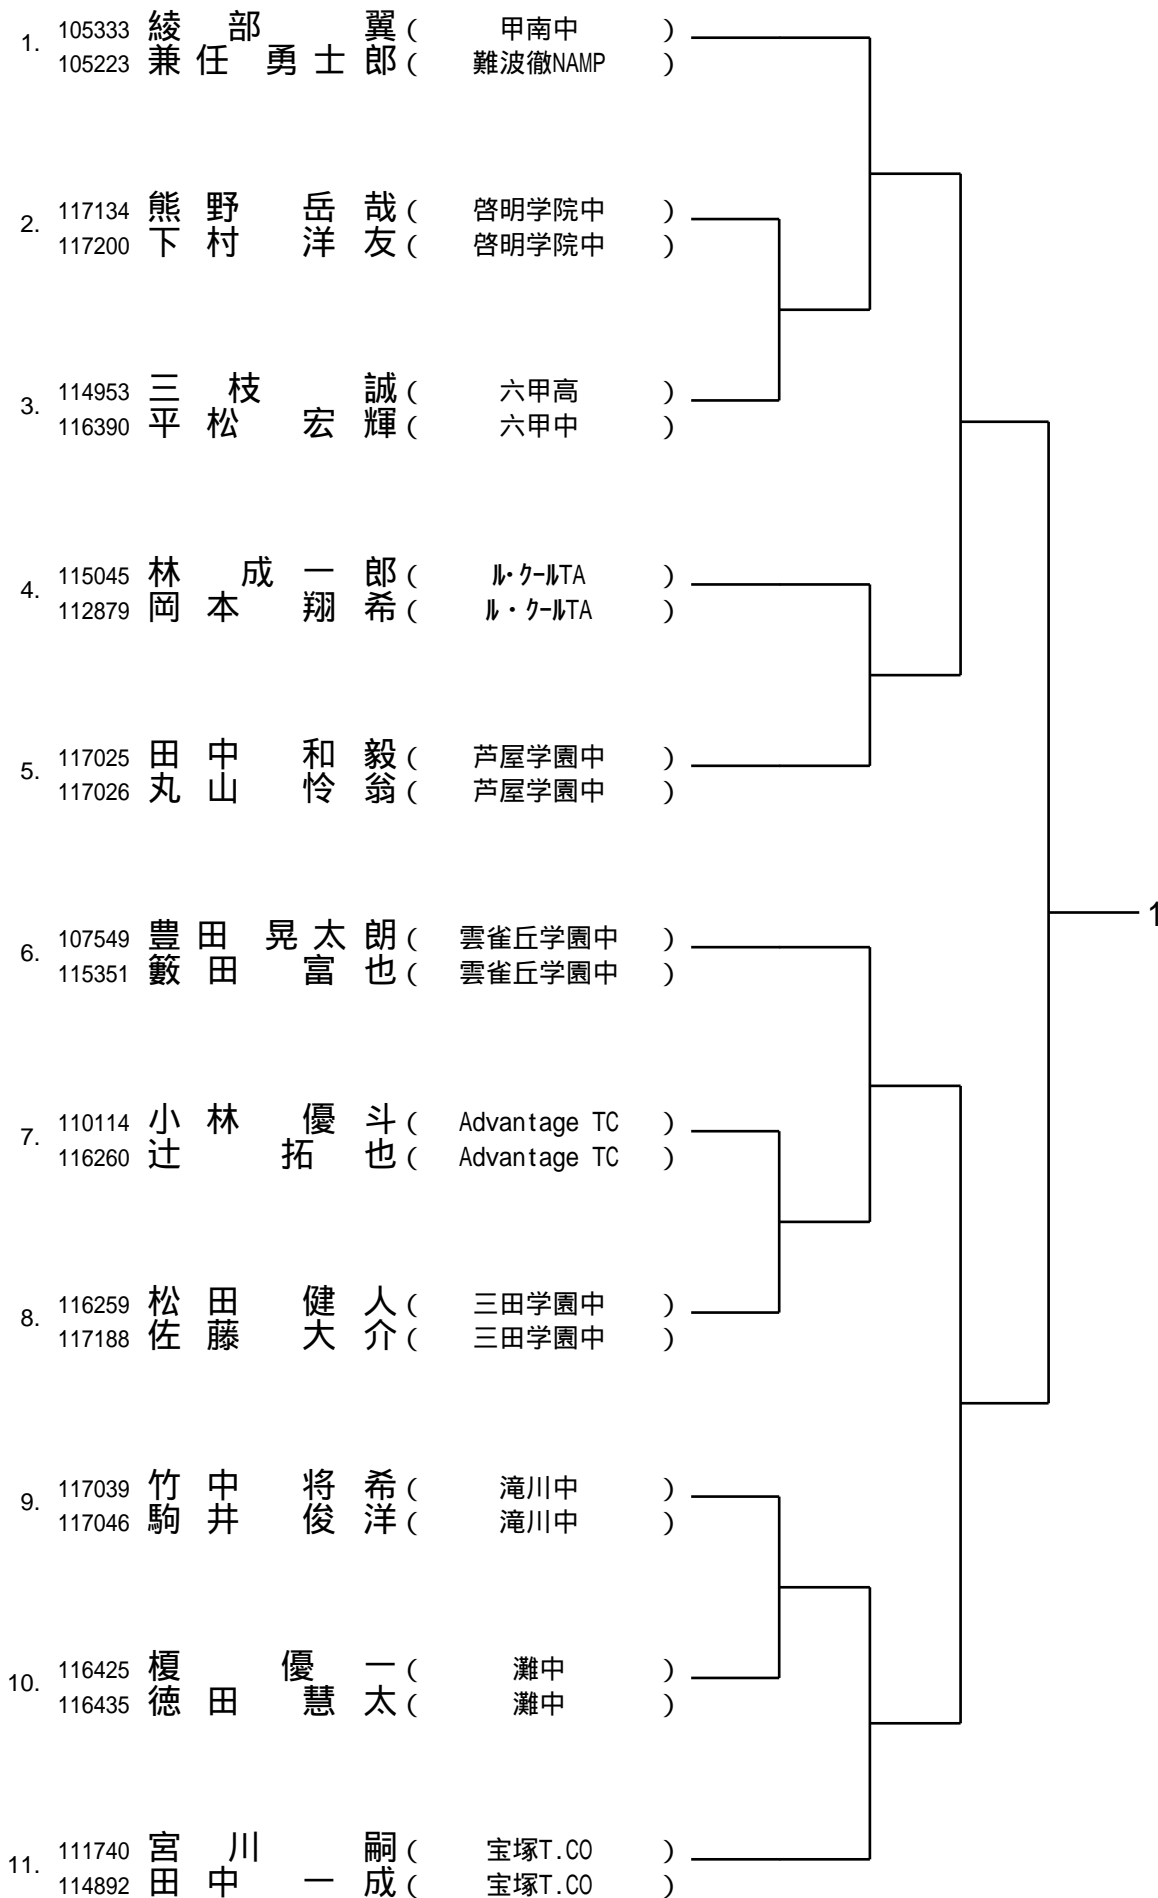 1. 105333 綾部 翼 ( 甲南中 )
105223 兼任 勇士郎 ( 難波徹NAMP )
2. 117134 熊野 岳哉 ( 啓明学院中 )
117200 下村 洋友 ( 啓明学院中 )
3. 114953 三枝 誠 ( 六甲高 )
116390 平松 宏輝 ( 六甲中 )
4. 115045 林 成一郎 ( ﾙ･ｸｰﾙTA )
112879 岡本 翔希 ( ﾙ・ｸｰﾙTA )
5. 117025 田中 和毅 ( 芦屋学園中 )
117026 丸山 怜翁 ( 芦屋学園中 )
1
6. 107549 豊田 晃太朗 ( 雲雀丘学園中 )
115351 籔田 富也 ( 雲雀丘学園中 )
7. 110114 小林 優斗 ( Advantage TC )
116260 辻 拓也 ( Advantage TC )
8. 116259 松田 健人 ( 三田学園中 )
117188 佐藤 大介 ( 三田学園中 )
9. 117039 竹中 将希 ( 滝川中 )
117046 駒井 俊洋 ( 滝川中 )
10. 116425 榎 優一 ( 灘中 )
116435 徳田 慧太 ( 灘中 )
11. 111740 宮川 嗣 ( 宝塚T.CO )
114892 田中 一成 ( 宝塚T.CO )